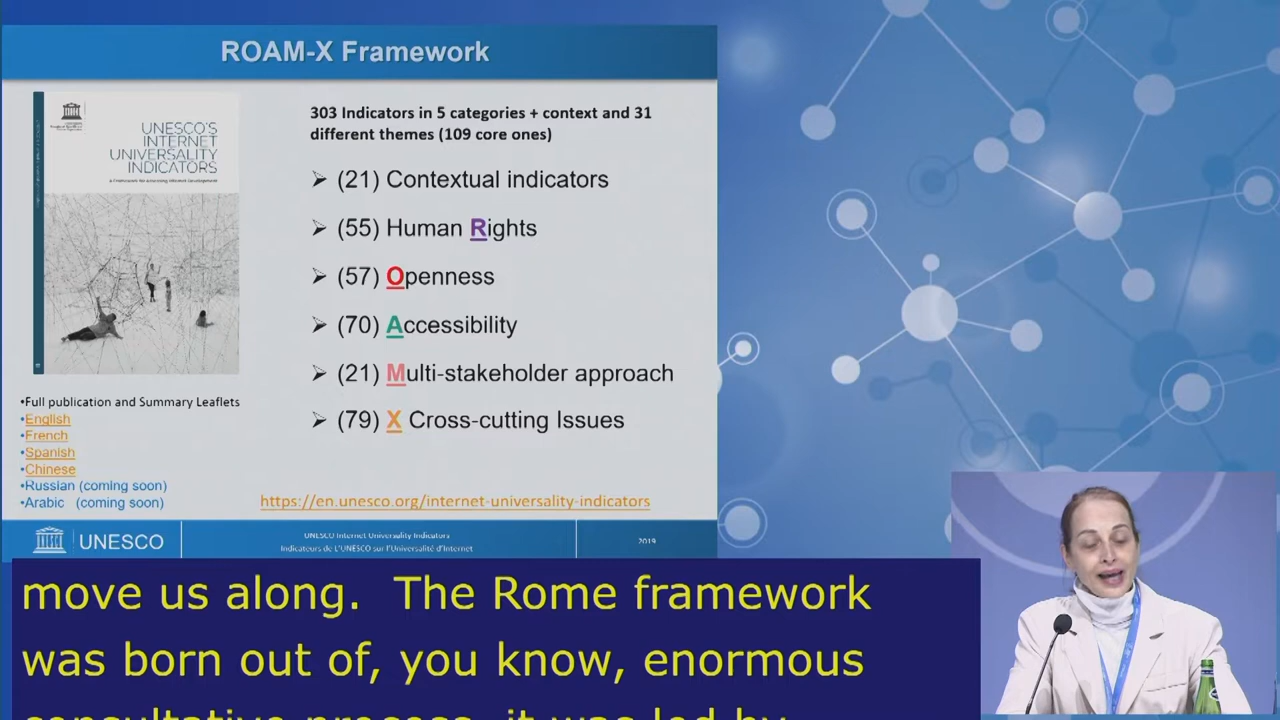 ROAM-X Framework
UNESCO'S
INTERNET
UNIVERSALITY
INDICATORS
A Framework for Assessing Internet Development
303 Indicators in 5 categories + context and 31
different themes (109 core ones)
➢ (21) Contextual indicators
➢ (55) Human Rights
➢ (57) Openness
➢ (70) Accessibility
➢ (21) Multi-stakeholder approach
➢ (79) X Cross-cutting Issues
•Full publication and Summary Leaflets
•English
•French
•Spanish
•Chinese
•Russian (coming soon)
•Arabic (coming soon)
https://en.unesco.org/internet-universality-indicators
UNESCO
UNESCO Internet Universality Indicators
Indicateurs de L'UNESCO sur l'Universalité d'Internet
2019
move us along. The Rome framework
was born out of, you know, enormous
consultative process, it was led by